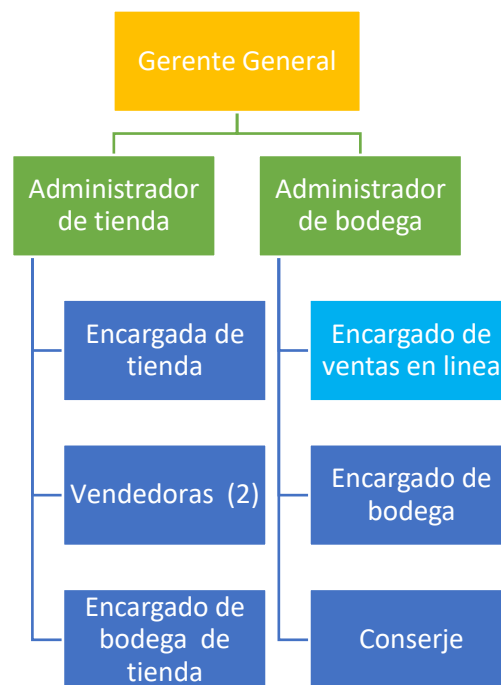 Gerente General
Administrador
de tienda
Administrador
de bodega
Encargada de
tienda
Encargado de
ventas en linea
Vendedoras (2)
Encargado de
bodega
Encargado de
bodega de
tienda
Conserje